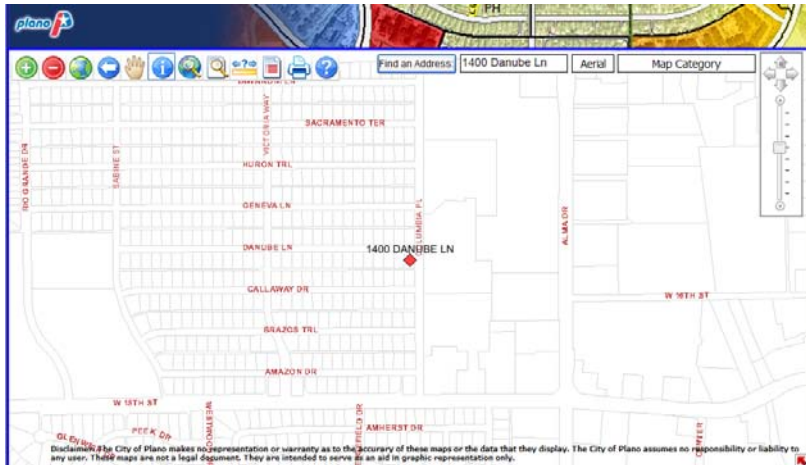 PH
plano
Find an Address:
1400 Danube Ln
Aerial
Map Category
SACRAMENTO TER
VICTORIA WAY
RIO GRANDE DR
SABINE ST
HURON TRL
GENEVA LN
DANUBE LN
1400 DANUBE LN
ALMA DR
CALLAWAY DR
W 16TH ST
BRAZOS TRL
AMAZON DR
W 15TH ST
PEEK DR
AMHERST DR
Disclaimer: The City of Plano makes no representation or warranty as to the accurary of these maps or the data that they display. The City of Plano assumes no responsibility or liability to
any user. These maps are not a legal document. They are intended to serve as an aid in graphic representation only.